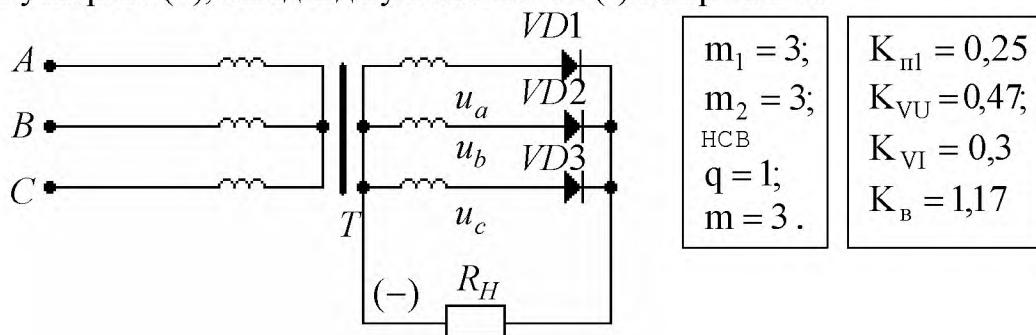 VD1
A
u_a
VD2
B
u_b
VD3
C
T
u_c
(−)
R_H
m₁ = 3;
m₂ = 3;
НСВ
q = 1;
m = 3 .
K_п1 = 0,25
K_VU = 0,47;
K_VI = 0,3
K_в = 1,17